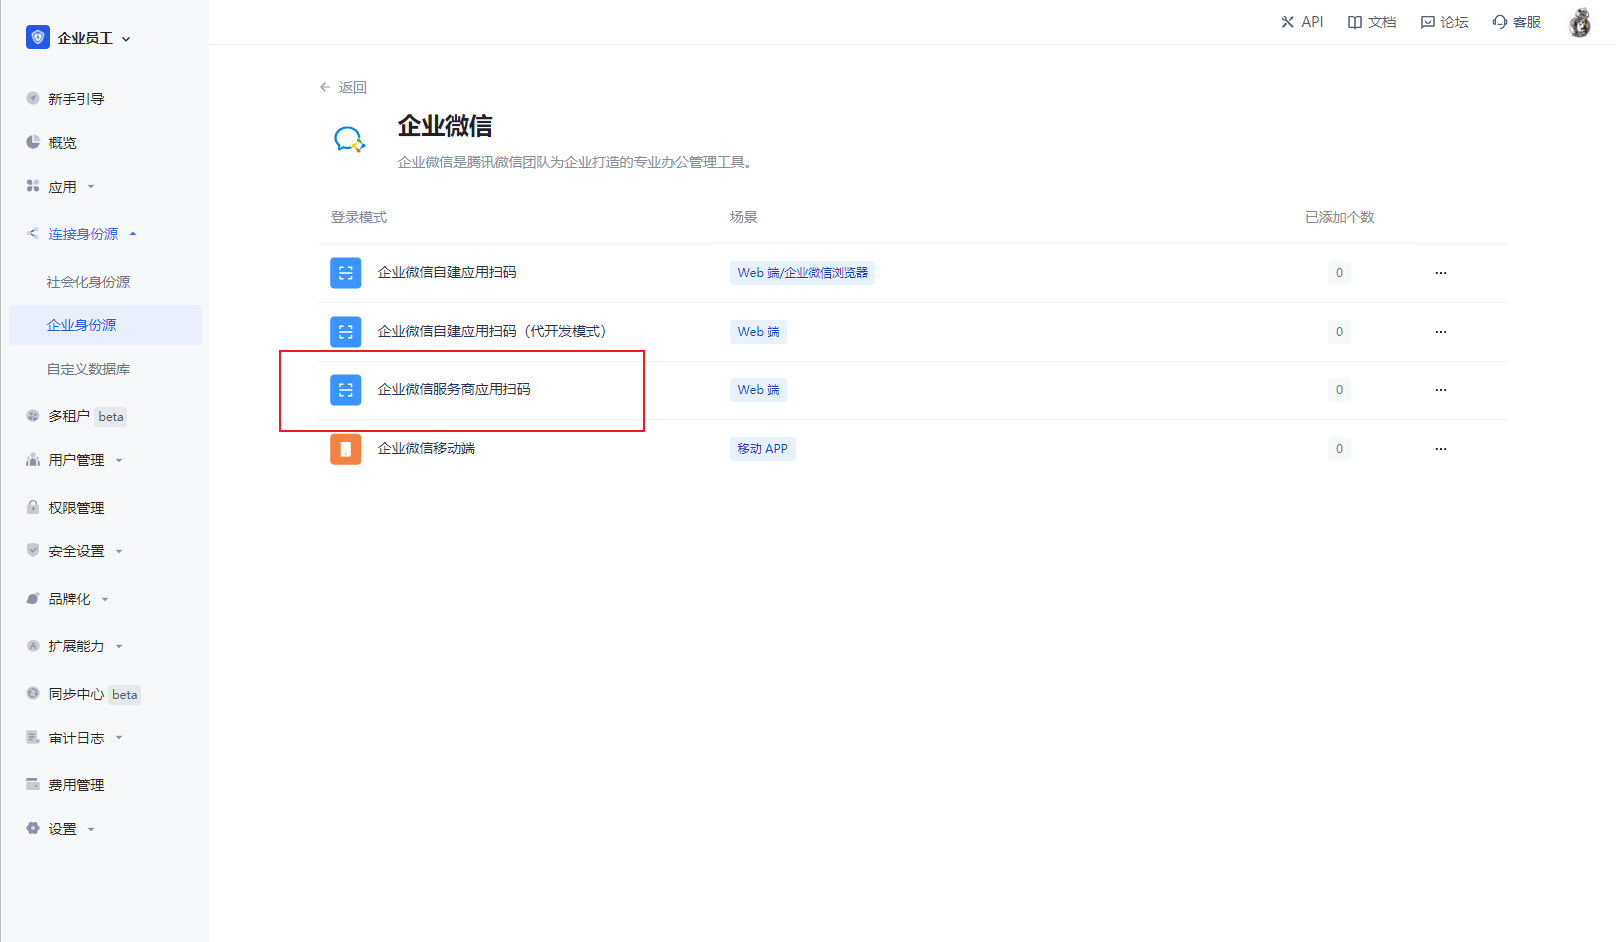 企业员工
API 文档 论坛 客服
新手引导
概览
应用
连接身份源
社会化身份源
企业身份源
自定义数据库
多租户 beta
用户管理
权限管理
安全设置
品牌化
扩展能力
同步中心 beta
审计日志
费用管理
设置
返回
企业微信
企业微信是腾讯微信团队为企业打造的专业办公管理工具。
登录模式 场景 已添加个数
企业微信自建应用扫码 Web 端/企业微信浏览器 0 ···
企业微信自建应用扫码（代开发模式） Web 端 0 ···
企业微信服务商应用扫码 Web 端 0 ···
企业微信移动端 移动 APP 0 ···